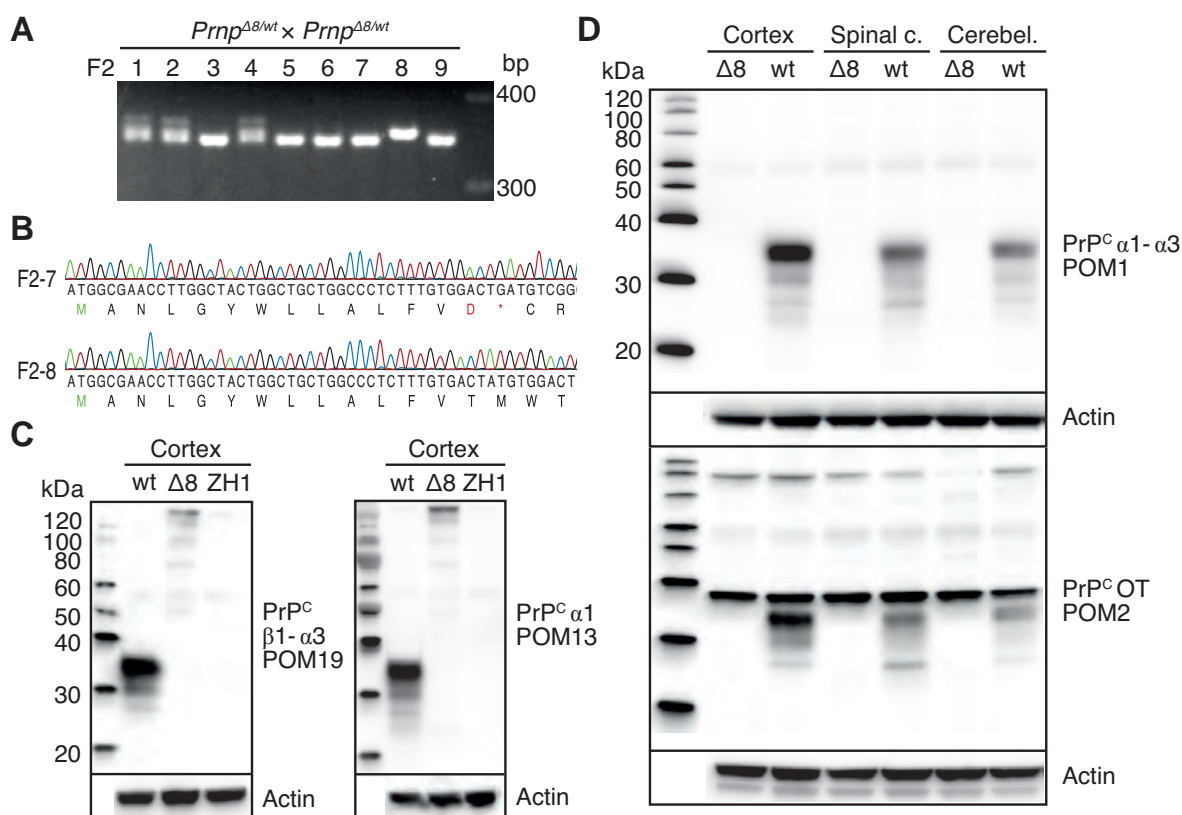 A
Prnp^Δ8/wt × Prnp^Δ8/wt
F2 1 2 3 4 5 6 7 8 9 bp
400
300
B
F2-7
ATGGCGAACCTTGGCTACTGGCTGCTGGCCCTCTTTGTGGACTGATGTCGG
M A N L G Y W L L A L F V D * C R
F2-8
ATGGCGAACCTTGGCTACTGGCTGCTGGCCCTCTTTGTGACTATGTGGACT
M A N L G Y W L L A L F V T M W T
C
Cortex
wt Δ8 ZH1
kDa
120
100
80
60
50
40
30
20
PrP^C
β1-α3
POM19
Actin
Cortex
wt Δ8 ZH1
PrP^C α1
POM13
Actin
D
Cortex Spinal c. Cerebel.
kDa Δ8 wt Δ8 wt Δ8 wt
120
100
80
60
50
40
30
20
PrP^C α1-α3
POM1
Actin
PrP^C OT
POM2
Actin